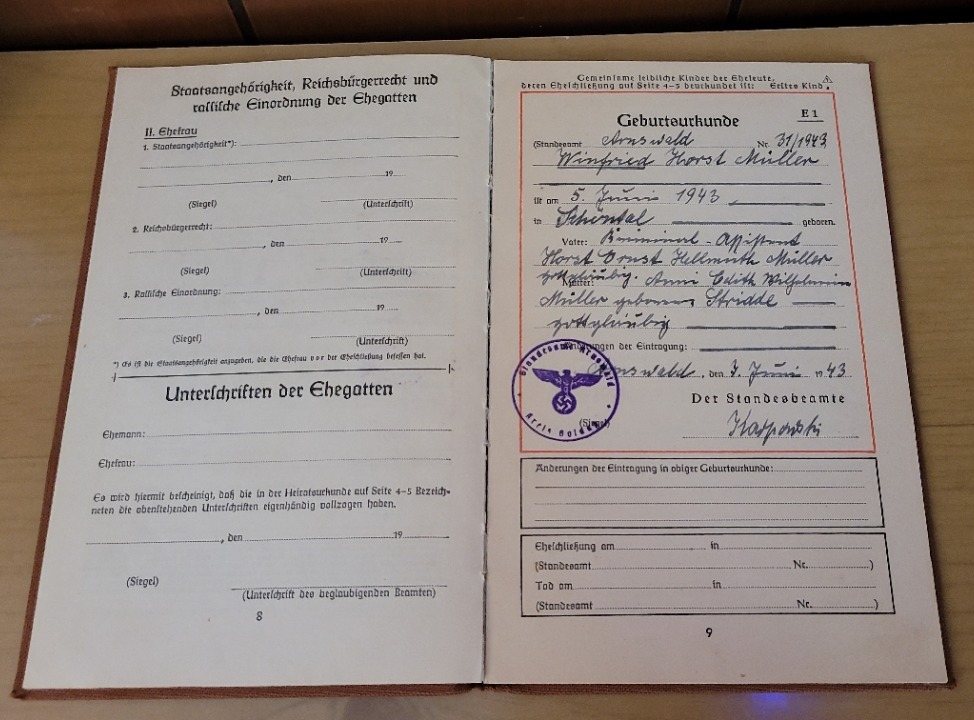 Staatsangehörigkeit, Reichsbürgerrecht und
rassische Einordnung der Ehegatten
II. Ehefrau
1. Staatsangehörigkeit*):
, den 19
(Siegel) (Unterschrift)
2. Reichsbürgerrecht:
, den 19
(Siegel) (Unterschrift)
3. Rassische Einordnung:
, den 19
(Siegel) (Unterschrift)
*) Es ist die Staatsangehörigkeit anzugeben, die die Ehefrau vor der Eheschließung besessen hat.
Unterschriften der Ehegatten
Ehemann:
Ehefrau:
Es wird hiermit bescheinigt, daß die in der Heiratsurkunde auf Seite 4–5 Bezeich-
neten die obenstehenden Unterschriften eigenhändig vollzogen haben.
, den 19
(Siegel)
(Unterschrift des beglaubigenden Beamten)
8
Gemeinsame leibliche Kinder der Eheleute,
deren Eheschließung auf Seite 4–5 beurkundet ist: Erstes Kind
E 1
Geburtsurkunde
(Standesamt Arnswald Nr. 31/1943
Winfried Horst Müller
ist am 5. Juni 1943
in Schöntal geboren.
Vater: Kriminal-Assistent
Horst Ernst Hellmuth Müller
gottgläubig.
Mutter: Anni Edith Wilhelmine
Müller geborene Stridde
gottgläubig
Änderungen der Eintragung:
Arnswald, den 7. Juni 1943
Der Standesbeamte
(Siegel)
Standesamt Arnswald
Änderungen der Eintragung in obiger Geburtsurkunde:
Eheschließung am in
(Standesamt Nr. )
Tod am in
(Standesamt Nr. )
9